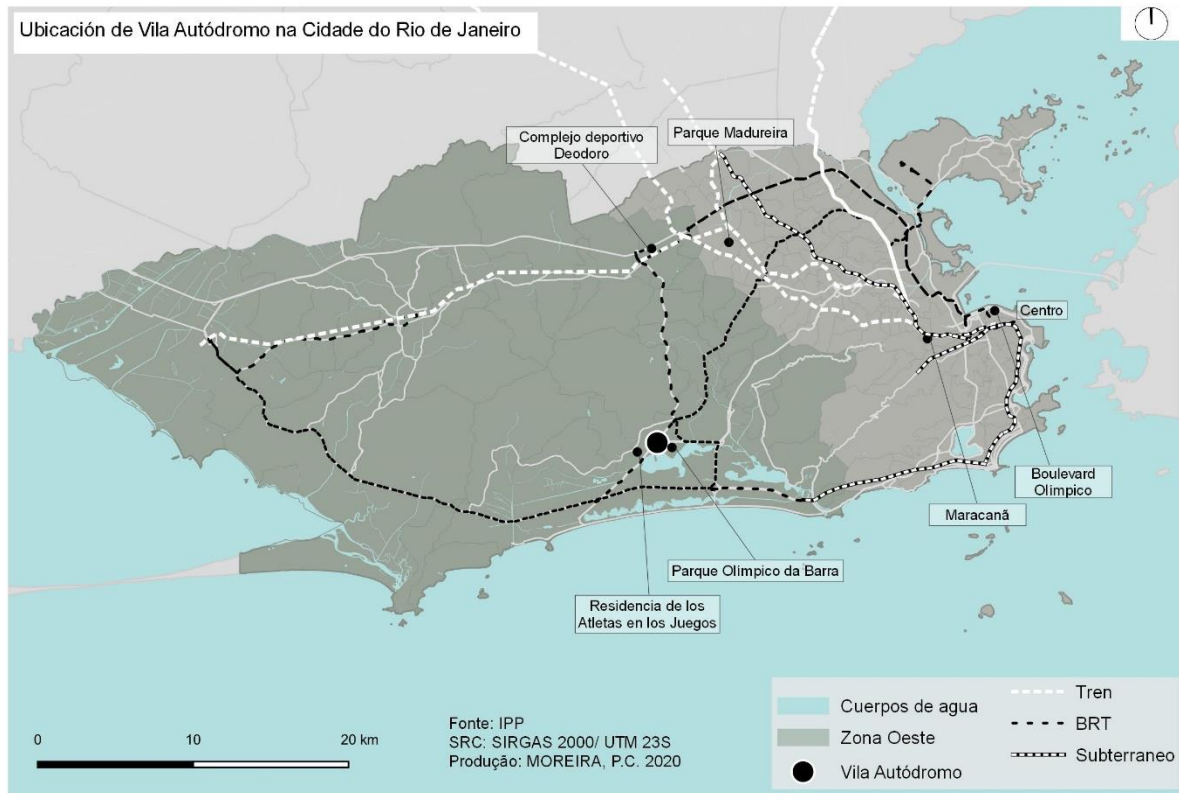 Ubicación de Vila Autódromo na Cidade do Rio de Janeiro
Complejo deportivo
Deodoro
Parque Madureira
Centro
Boulevard
Olimpico
Maracanã
Parque Olimpico da Barra
Residencia de los
Atletas en los Juegos
0 10 20 km
Fonte: IPP
SRC: SIRGAS 2000/ UTM 23S
Produção: MOREIRA, P.C. 2020
Cuerpos de agua
Zona Oeste
Vila Autódromo
Tren
BRT
Subterraneo